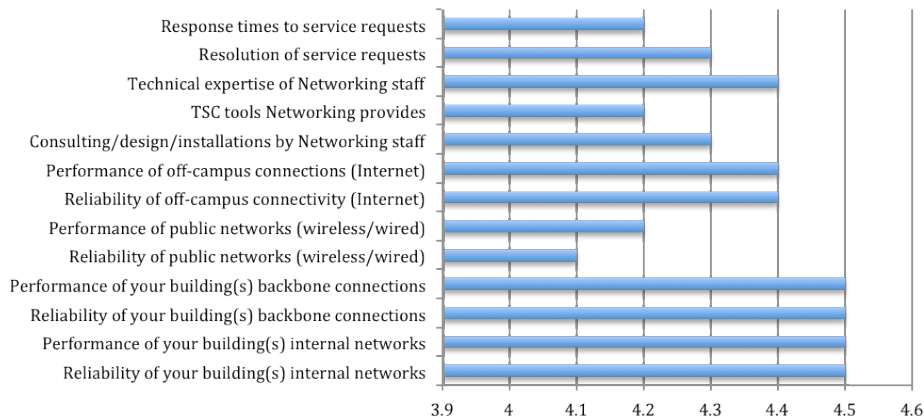 Response times to service requests
Resolution of service requests
Technical expertise of Networking staff
TSC tools Networking provides
Consulting/design/installations by Networking staff
Performance of off-campus connections (Internet)
Reliability of off-campus connectivity (Internet)
Performance of public networks (wireless/wired)
Reliability of public networks (wireless/wired)
Performance of your building(s) backbone connections
Reliability of your building(s) backbone connections
Performance of your building(s) internal networks
Reliability of your building(s) internal networks
3.9 4 4.1 4.2 4.3 4.4 4.5 4.6